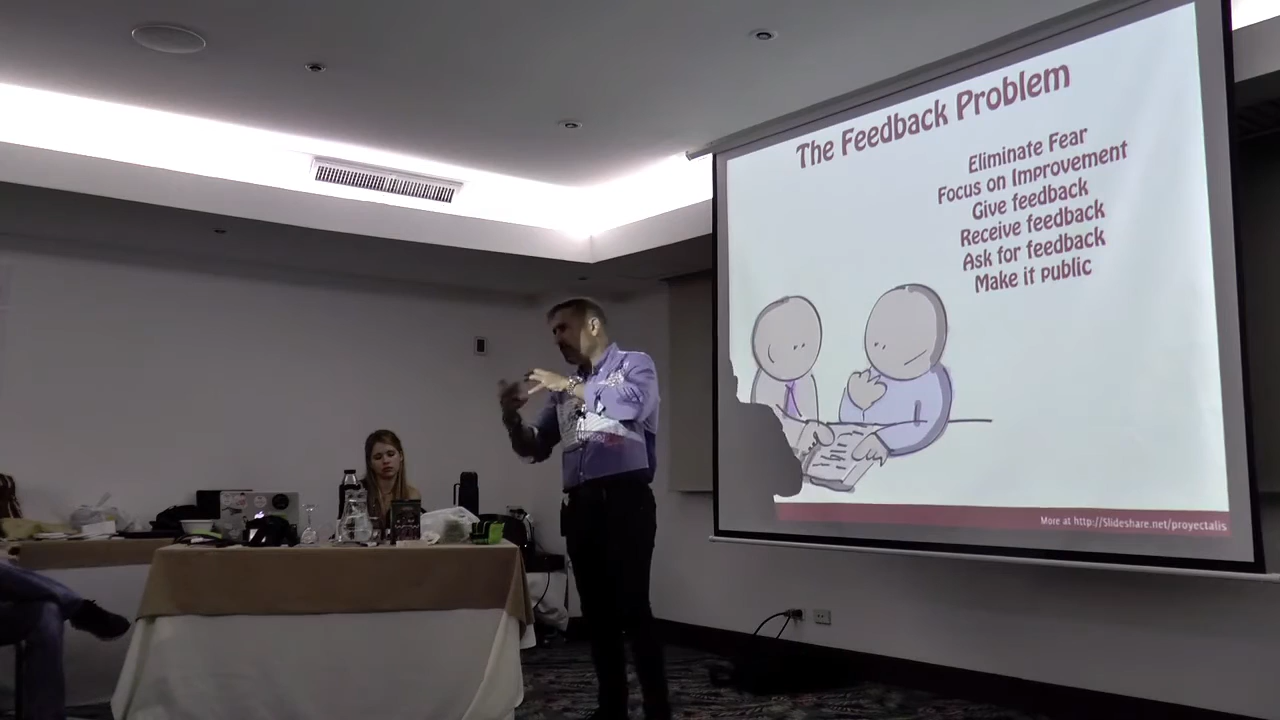 The Feedback Problem
Eliminate Fear
Focus on Improvement
Give feedback
Receive feedback
Ask for feedback
Make it public
More at http://Slideshare.net/proyectalis